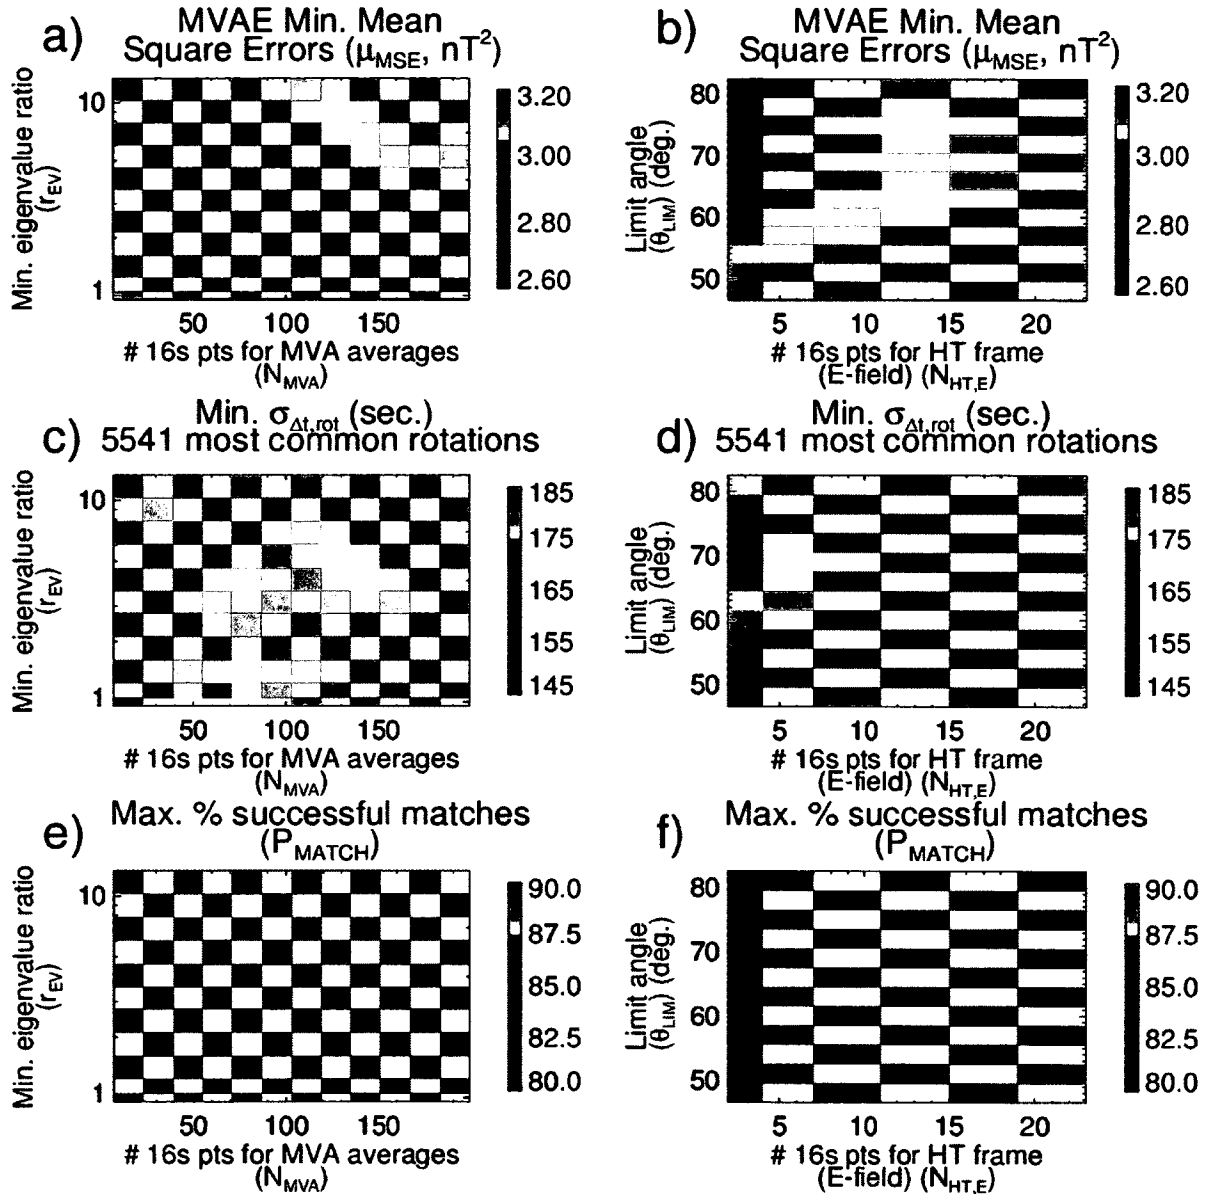 a) MVAE Min. Mean
Square Errors (μMSE, nT²)
Min. eigenvalue ratio
(rEV)
10
1
3.20
3.00
2.80
2.60
50 100 150
# 16s pts for MVA averages
(NMVA)
b) MVAE Min. Mean
Square Errors (μMSE, nT²)
Limit angle
(θLIM) (deg.)
80
70
60
50
3.20
3.00
2.80
2.60
5 10 15 20
# 16s pts for HT frame
(E-field) (NHT,E)
c) Min. σΔt,rot (sec.)
5541 most common rotations
Min. eigenvalue ratio
(rEV)
10
1
185
175
165
155
145
50 100 150
# 16s pts for MVA averages
(NMVA)
d) Min. σΔt,rot (sec.)
5541 most common rotations
Limit angle
(θLIM) (deg.)
80
70
60
50
185
175
165
155
145
5 10 15 20
# 16s pts for HT frame
(E-field) (NHT,E)
e) Max. % successful matches
(PMATCH)
Min. eigenvalue ratio
(rEV)
10
1
90.0
87.5
85.0
82.5
80.0
50 100 150
# 16s pts for MVA averages
(NMVA)
f) Max. % successful matches
(PMATCH)
Limit angle
(θLIM) (deg.)
80
70
60
50
90.0
87.5
85.0
82.5
80.0
5 10 15 20
# 16s pts for HT frame
(E-field) (NHT,E)